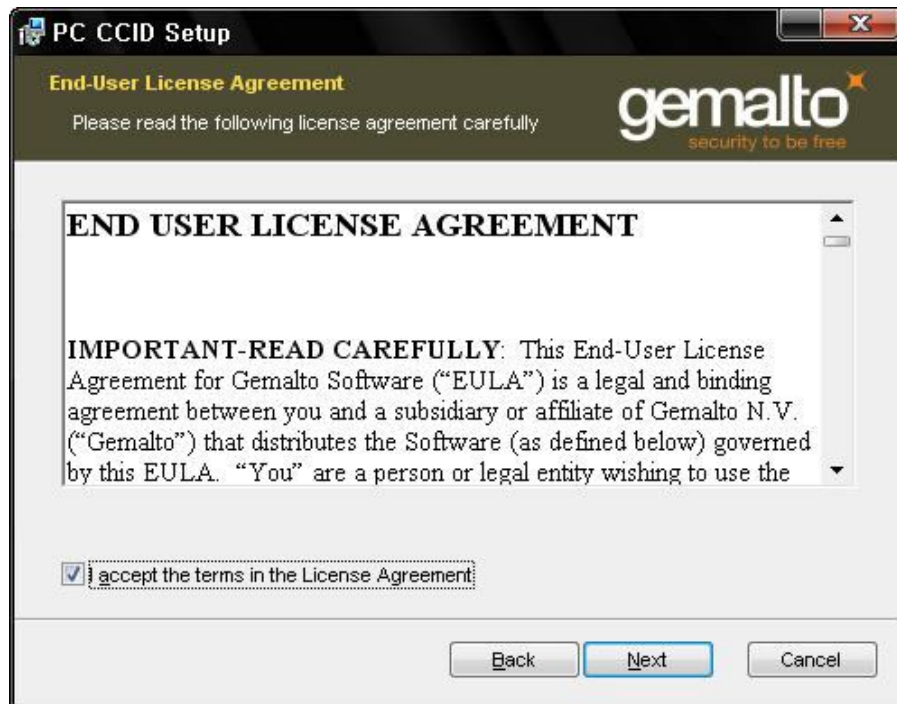 PC CCID Setup
End-User License Agreement
Please read the following license agreement carefully
gemalto
security to be free
END USER LICENSE AGREEMENT
IMPORTANT-READ CAREFULLY: This End-User License
Agreement for Gemalto Software (“EULA”) is a legal and binding
agreement between you and a subsidiary or affiliate of Gemalto N.V.
(“Gemalto”) that distributes the Software (as defined below) governed
by this EULA. “You” are a person or legal entity wishing to use the
I accept the terms in the License Agreement
Back
Next
Cancel